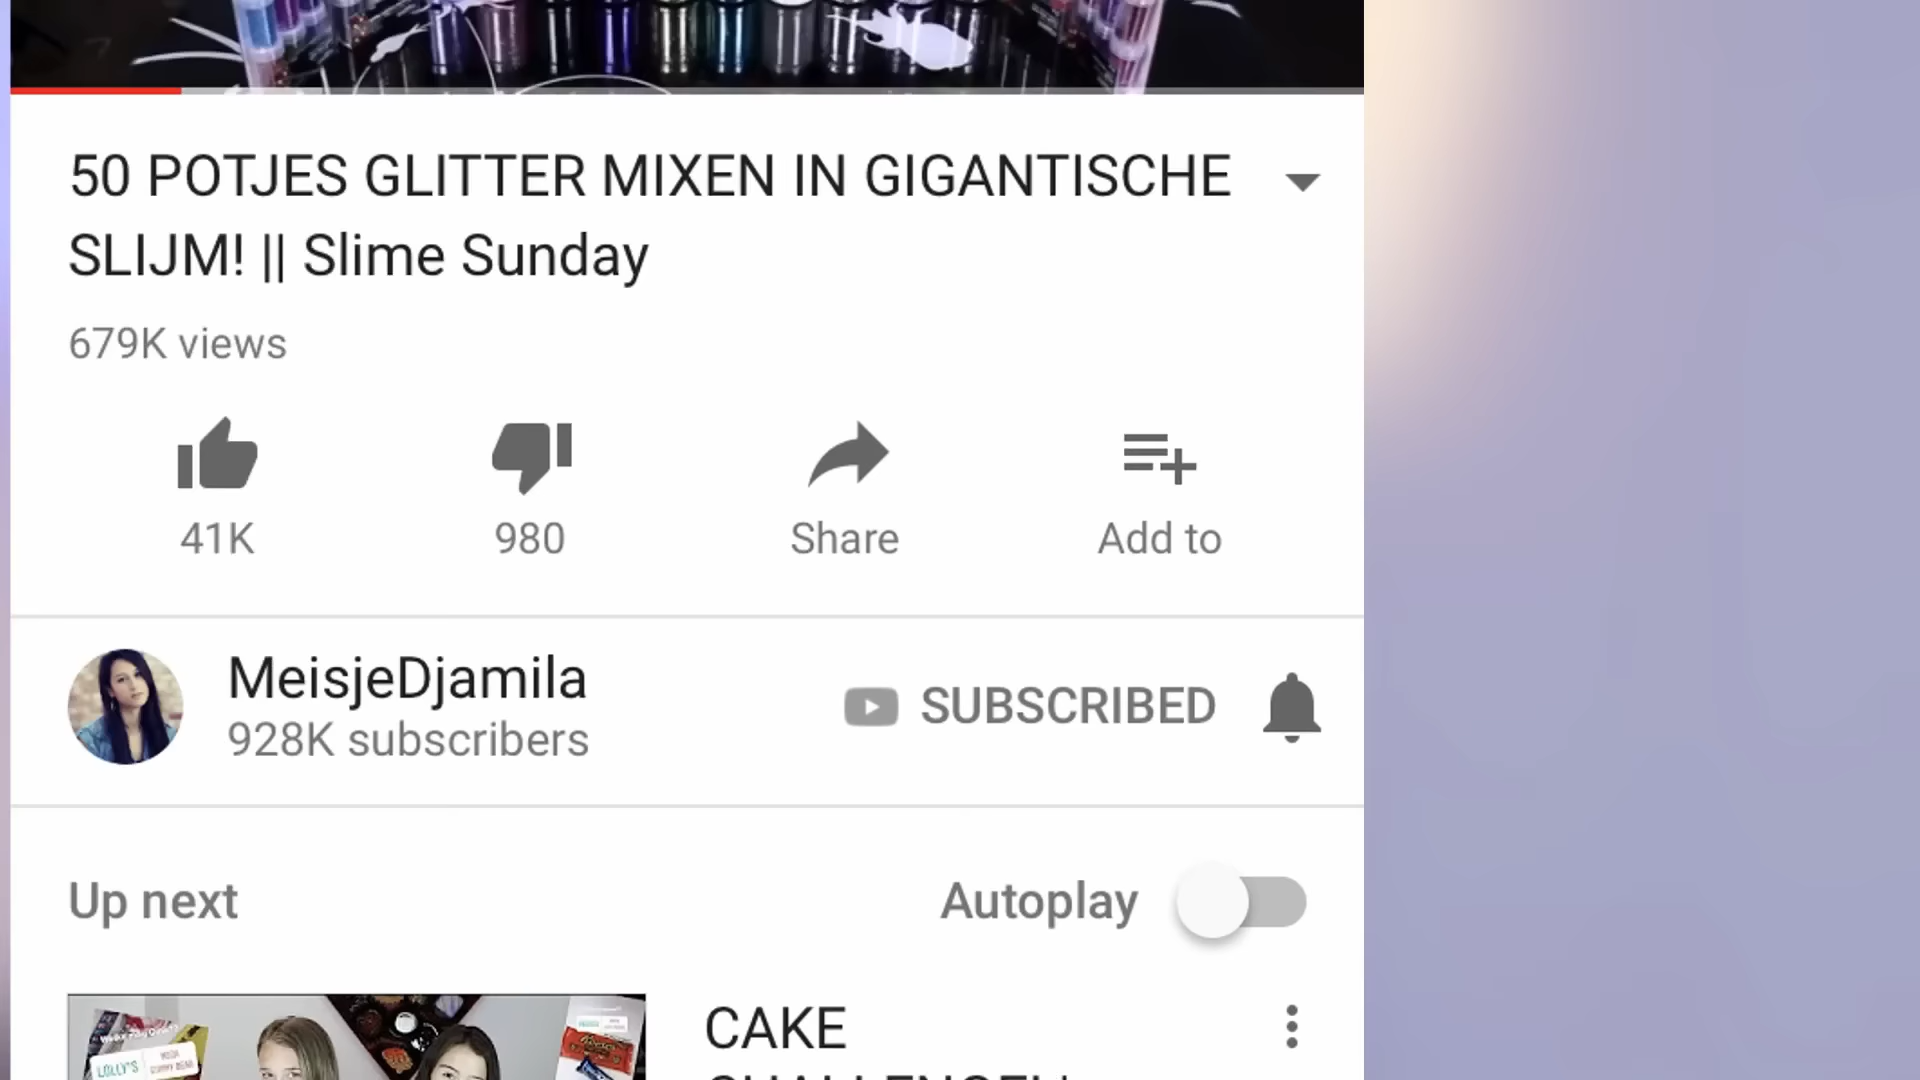 50 POTJES GLITTER MIXEN IN GIGANTISCHE
SLIJM! || Slime Sunday
679K views
41K
980
Share
Add to
MeisjeDjamila
928K subscribers
SUBSCRIBED
Up next
Autoplay
CAKE
LOLLY'S